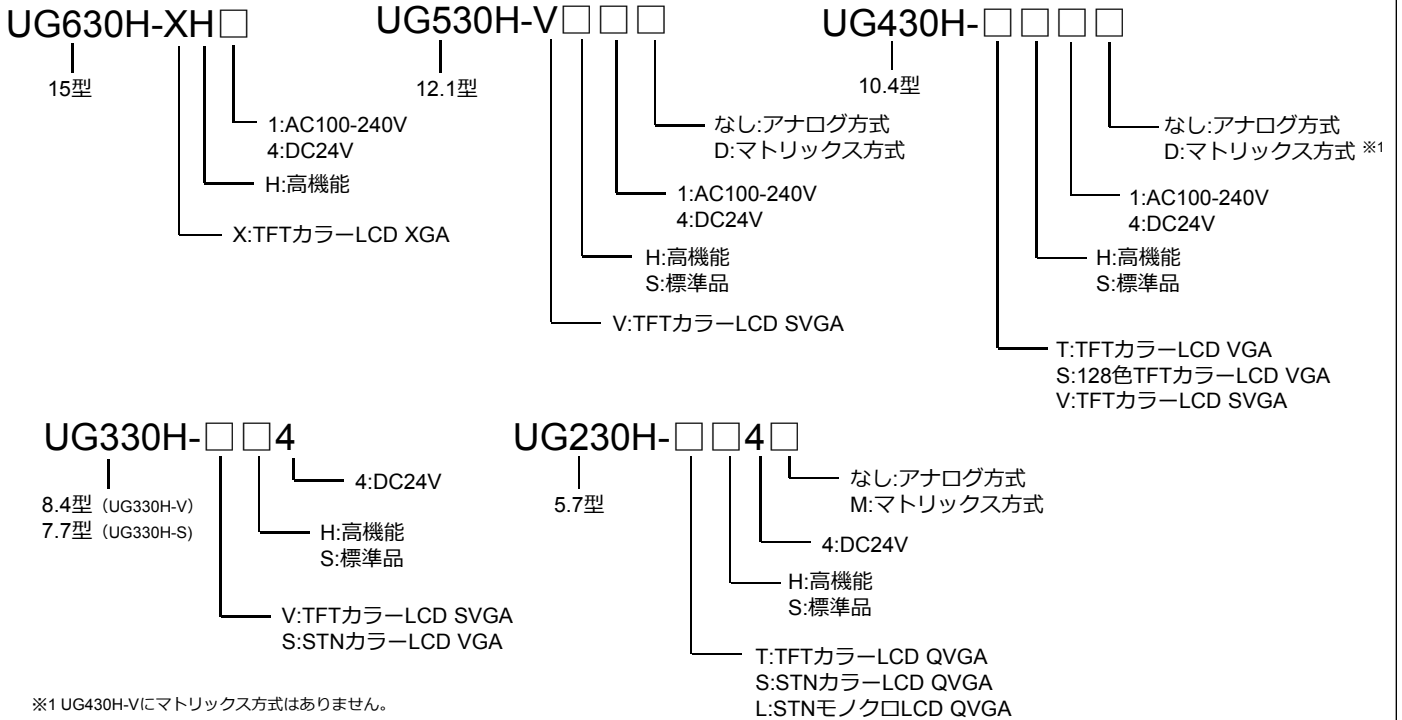 UG630H-XH□
15型
1:AC100-240V
4:DC24V
H:高機能
X:TFTカラーLCD XGA
UG530H-V□□□
12.1型
なし:アナログ方式
D:マトリックス方式
1:AC100-240V
4:DC24V
H:高機能
S:標準品
V:TFTカラーLCD SVGA
UG430H-□□□□
10.4型
なし:アナログ方式
D:マトリックス方式 ※1
1:AC100-240V
4:DC24V
H:高機能
S:標準品
T:TFTカラーLCD VGA
S:128色TFTカラーLCD VGA
V:TFTカラーLCD SVGA
UG330H-□□4
8.4型（UG330H-V）
7.7型（UG330H-S)
4:DC24V
H:高機能
S:標準品
V:TFTカラーLCD SVGA
S:STNカラーLCD VGA
UG230H-□□4□
5.7型
なし:アナログ方式
M:マトリックス方式
4:DC24V
H:高機能
S:標準品
T:TFTカラーLCD QVGA
S:STNカラーLCD QVGA
L:STNモノクロLCD QVGA
※1 UG430H-Vにマトリックス方式はありません。